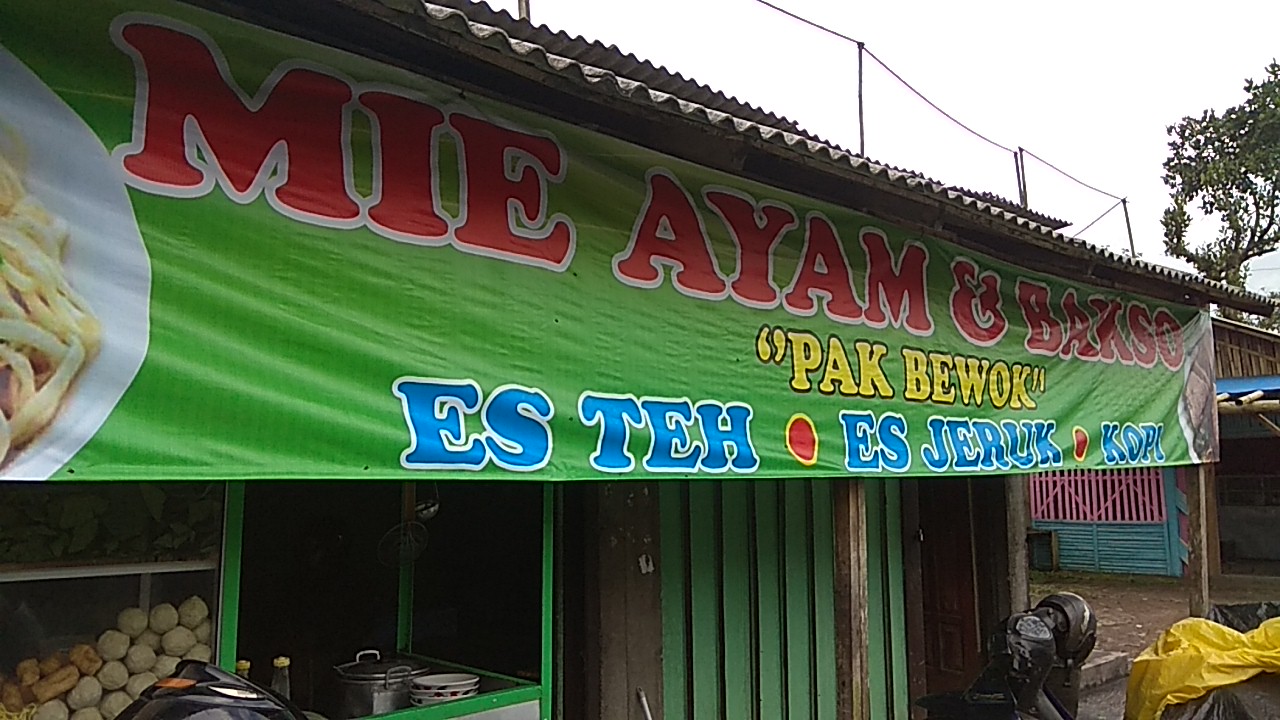 MIE AYAM & BAKSO
"PAK BEWOK"
ES TEH • ES JERUK • KOPI